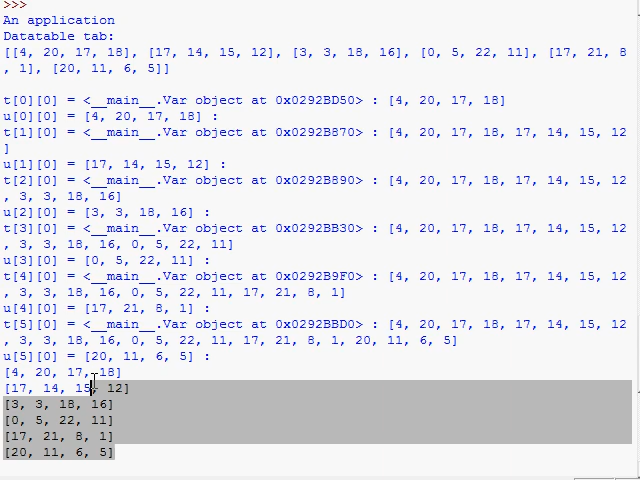 >>>
An application
Datatable tab:
[[4, 20, 17, 18], [17, 14, 15, 12], [3, 3, 18, 16], [0, 5, 22, 11], [17, 21, 8
, 1], [20, 11, 6, 5]]
t[0][0] = <__main__.Var object at 0x0292BD50> : [4, 20, 17, 18]
u[0][0] = [4, 20, 17, 18] :
t[1][0] = <__main__.Var object at 0x0292B870> : [4, 20, 17, 18, 17, 14, 15, 12
]
u[1][0] = [17, 14, 15, 12] :
t[2][0] = <__main__.Var object at 0x0292B890> : [4, 20, 17, 18, 17, 14, 15, 12
, 3, 3, 18, 16]
u[2][0] = [3, 3, 18, 16] :
t[3][0] = <__main__.Var object at 0x0292BB30> : [4, 20, 17, 18, 17, 14, 15, 12
, 3, 3, 18, 16, 0, 5, 22, 11]
u[3][0] = [0, 5, 22, 11] :
t[4][0] = <__main__.Var object at 0x0292B9F0> : [4, 20, 17, 18, 17, 14, 15, 12
, 3, 3, 18, 16, 0, 5, 22, 11, 17, 21, 8, 1]
u[4][0] = [17, 21, 8, 1] :
t[5][0] = <__main__.Var object at 0x0292BBD0> : [4, 20, 17, 18, 17, 14, 15, 12
, 3, 3, 18, 16, 0, 5, 22, 11, 17, 21, 8, 1, 20, 11, 6, 5]
u[5][0] = [20, 11, 6, 5] :
[4, 20, 17, 18]
[17, 14, 15, 12]
[3, 3, 18, 16]
[0, 5, 22, 11]
[17, 21, 8, 1]
[20, 11, 6, 5]